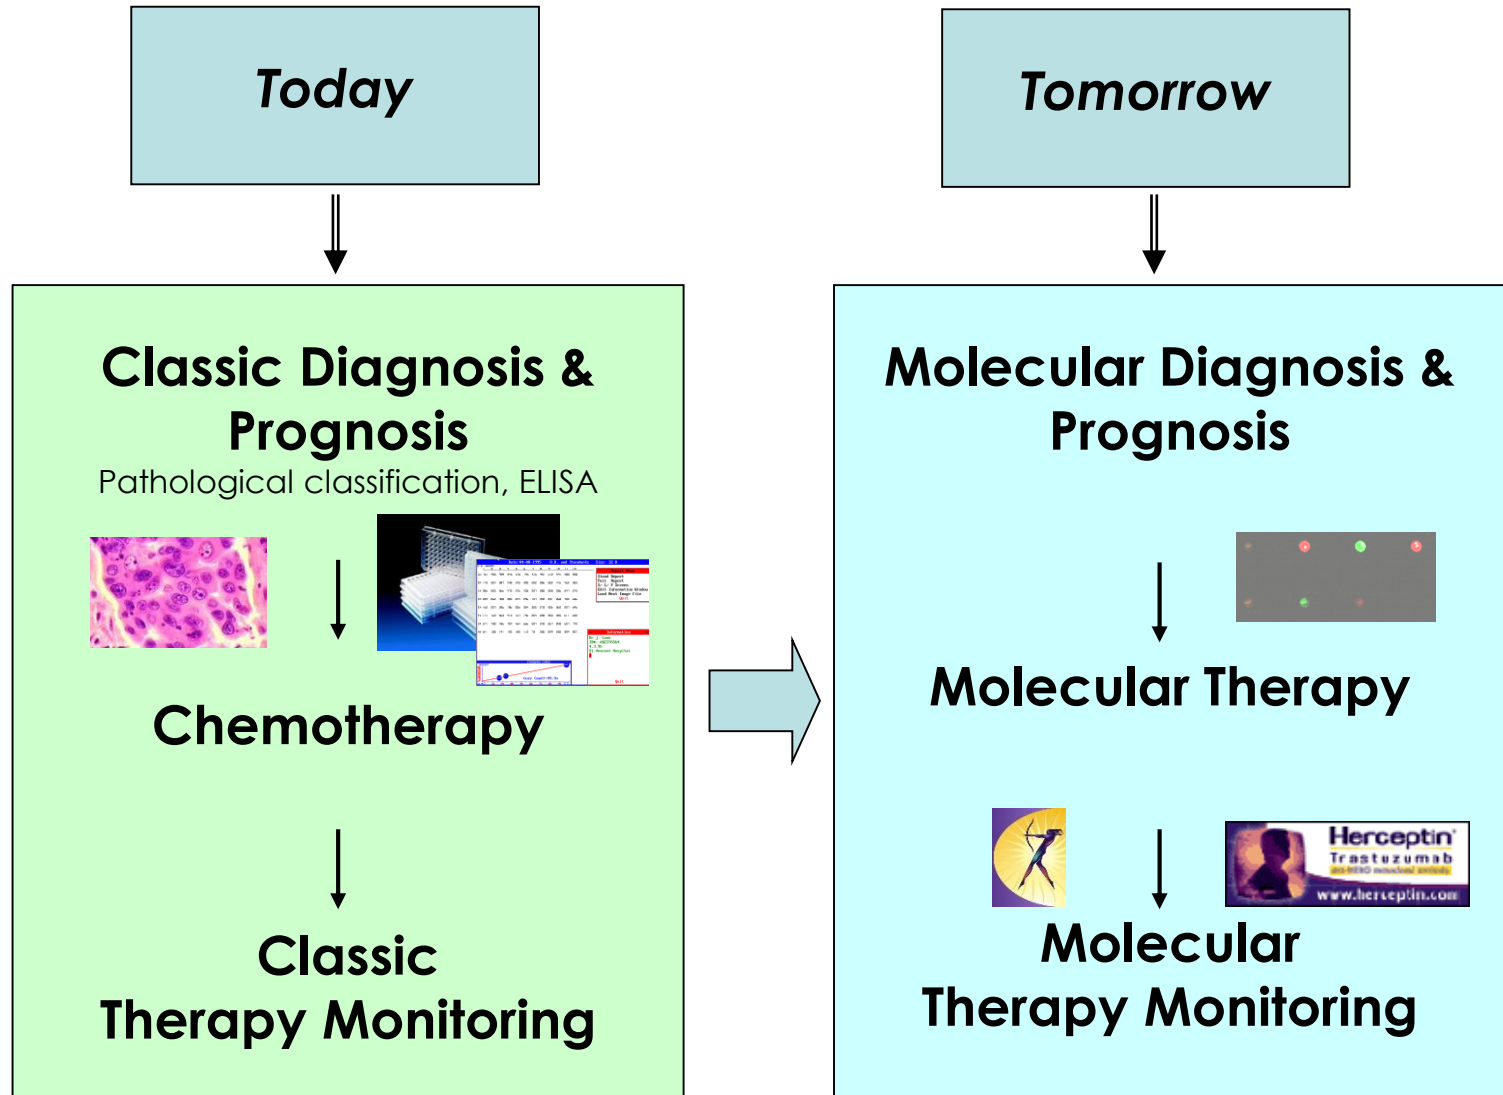 Today
Classic Diagnosis &
Prognosis
Pathological classification, ELISA
Chemotherapy
Classic
Therapy Monitoring
Tomorrow
Molecular Diagnosis &
Prognosis
Molecular Therapy
Herceptin
Trastuzumab
www.herceptin.com
Molecular
Therapy Monitoring